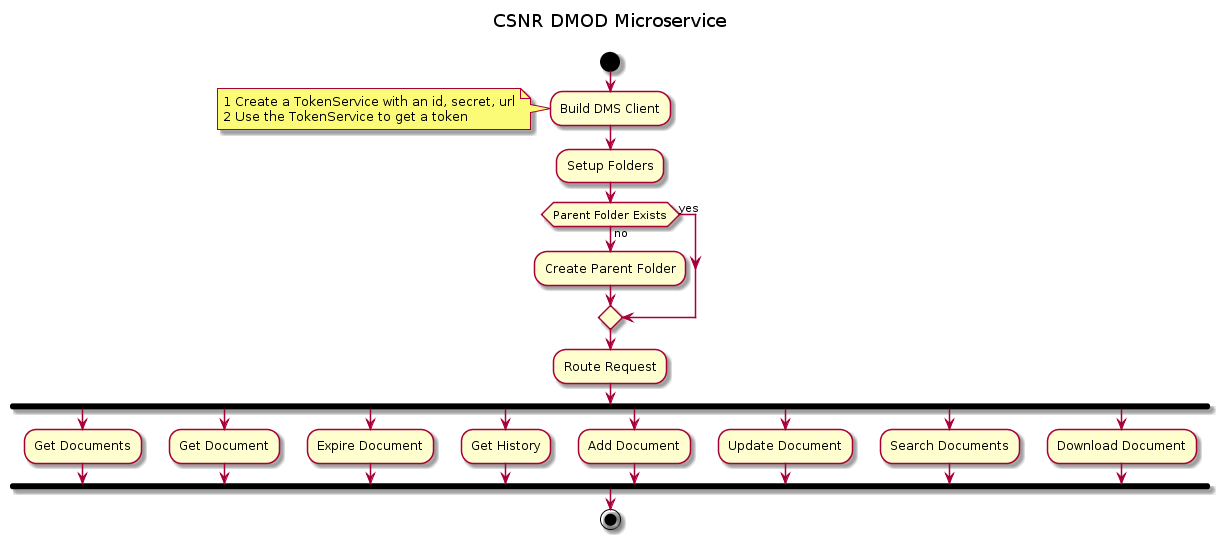 CSNR DMOD Microservice
1 Create a TokenService with an id, secret, url
2 Use the TokenService to get a token
Build DMS Client
Setup Folders
Parent Folder Exists
yes
no
Create Parent Folder
Route Request
Get Documents
Get Document
Expire Document
Get History
Add Document
Update Document
Search Documents
Download Document